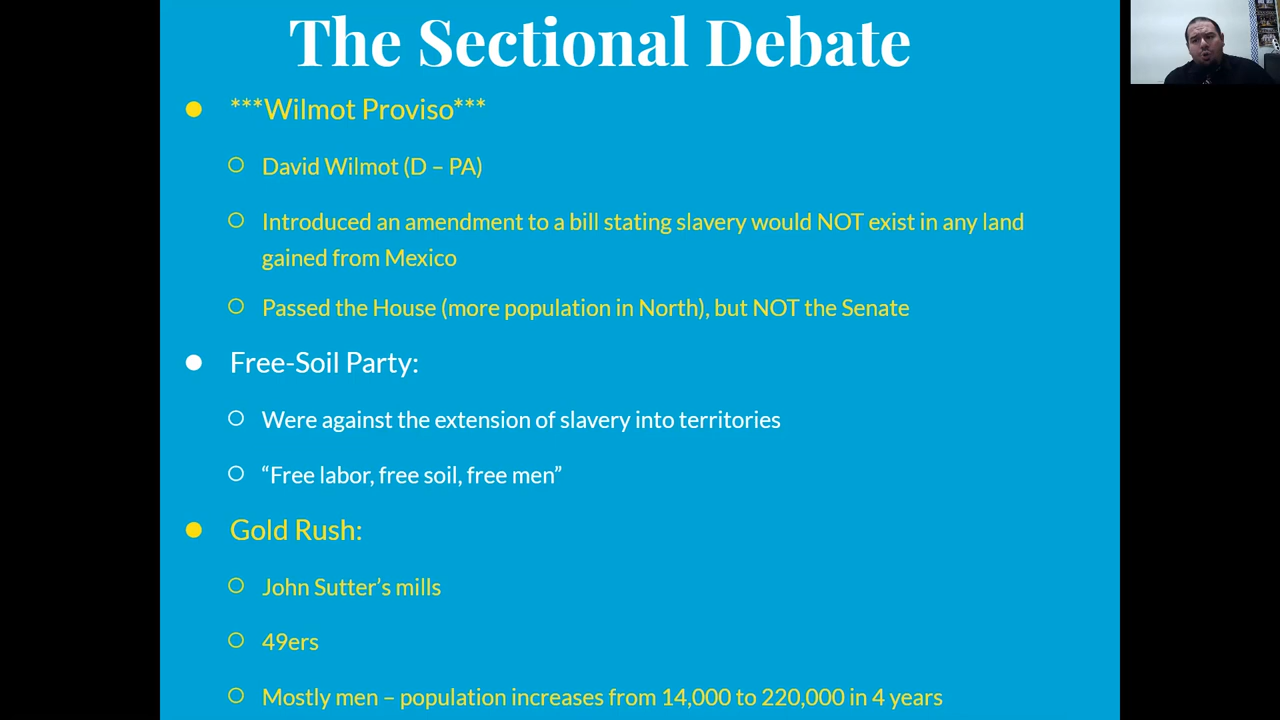 The Sectional Debate
***Wilmot Proviso***
David Wilmot (D – PA)
Introduced an amendment to a bill stating slavery would NOT exist in any land
gained from Mexico
Passed the House (more population in North), but NOT the Senate
Free-Soil Party:
Were against the extension of slavery into territories
“Free labor, free soil, free men”
Gold Rush:
John Sutter’s mills
49ers
Mostly men – population increases from 14,000 to 220,000 in 4 years